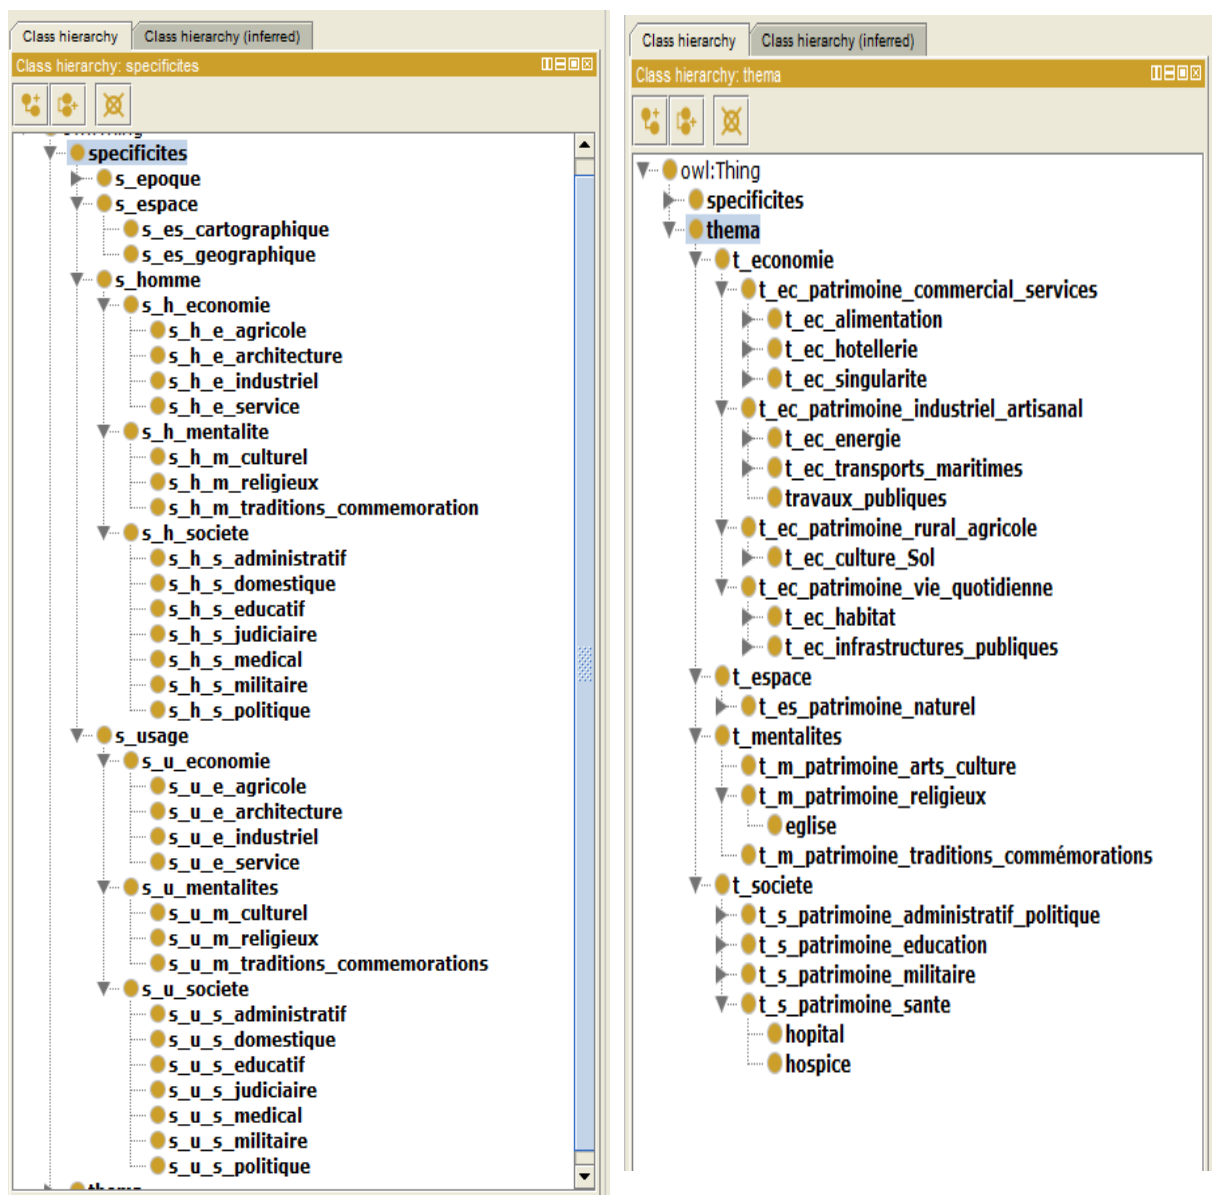 Class hierarchy
Class hierarchy (inferred)
Class hierarchy: specificites
specificites
s_epoque
s_espace
s_es_cartographique
s_es_geographique
s_homme
s_h_economie
s_h_e_agricole
s_h_e_architecture
s_h_e_industriel
s_h_e_service
s_h_mentalite
s_h_m_culturel
s_h_m_religieux
s_h_m_traditions_commemoration
s_h_societe
s_h_s_administratif
s_h_s_domestique
s_h_s_educatif
s_h_s_judiciaire
s_h_s_medical
s_h_s_militaire
s_h_s_politique
s_usage
s_u_economie
s_u_e_agricole
s_u_e_architecture
s_u_e_industriel
s_u_e_service
s_u_mentalites
s_u_m_culturel
s_u_m_religieux
s_u_m_traditions_commemorations
s_u_societe
s_u_s_administratif
s_u_s_domestique
s_u_s_educatif
s_u_s_judiciaire
s_u_s_medical
s_u_s_militaire
s_u_s_politique
Class hierarchy
Class hierarchy (inferred)
Class hierarchy: thema
owl:Thing
specificites
thema
t_economie
t_ec_patrimoine_commercial_services
t_ec_alimentation
t_ec_hotellerie
t_ec_singularite
t_ec_patrimoine_industriel_artisanal
t_ec_energie
t_ec_transports_maritimes
travaux_publiques
t_ec_patrimoine_rural_agricole
t_ec_culture_Sol
t_ec_patrimoine_vie_quotidienne
t_ec_habitat
t_ec_infrastructures_publiques
t_espace
t_es_patrimoine_naturel
t_mentalites
t_m_patrimoine_arts_culture
t_m_patrimoine_religieux
eglise
t_m_patrimoine_traditions_commémorations
t_societe
t_s_patrimoine_administratif_politique
t_s_patrimoine_education
t_s_patrimoine_militaire
t_s_patrimoine_sante
hopital
hospice